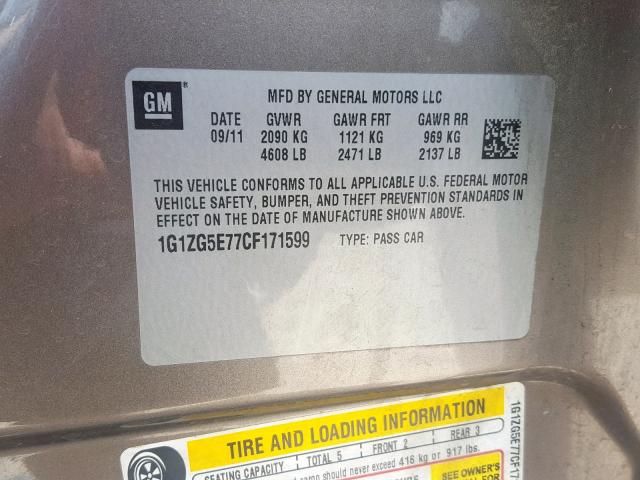 GM ®
MFD BY GENERAL MOTORS LLC
DATE GVWR GAWR FRT GAWR RR
09/11 2090 KG 1121 KG 969 KG
4608 LB 2471 LB 2137 LB
THIS VEHICLE CONFORMS TO ALL APPLICABLE U.S. FEDERAL MOTOR
VEHICLE SAFETY, BUMPER, AND THEFT PREVENTION STANDARDS IN
EFFECT ON THE DATE OF MANUFACTURE SHOWN ABOVE.
1G1ZG5E77CF171599 TYPE: PASS CAR
TIRE AND LOADING INFORMATION
SEATING CAPACITY TOTAL 5 FRONT 2 REAR 3
and cargo should never exceed 416 kg or 917 lbs.
SEE OWNER'S
1G1ZG5E77CF17